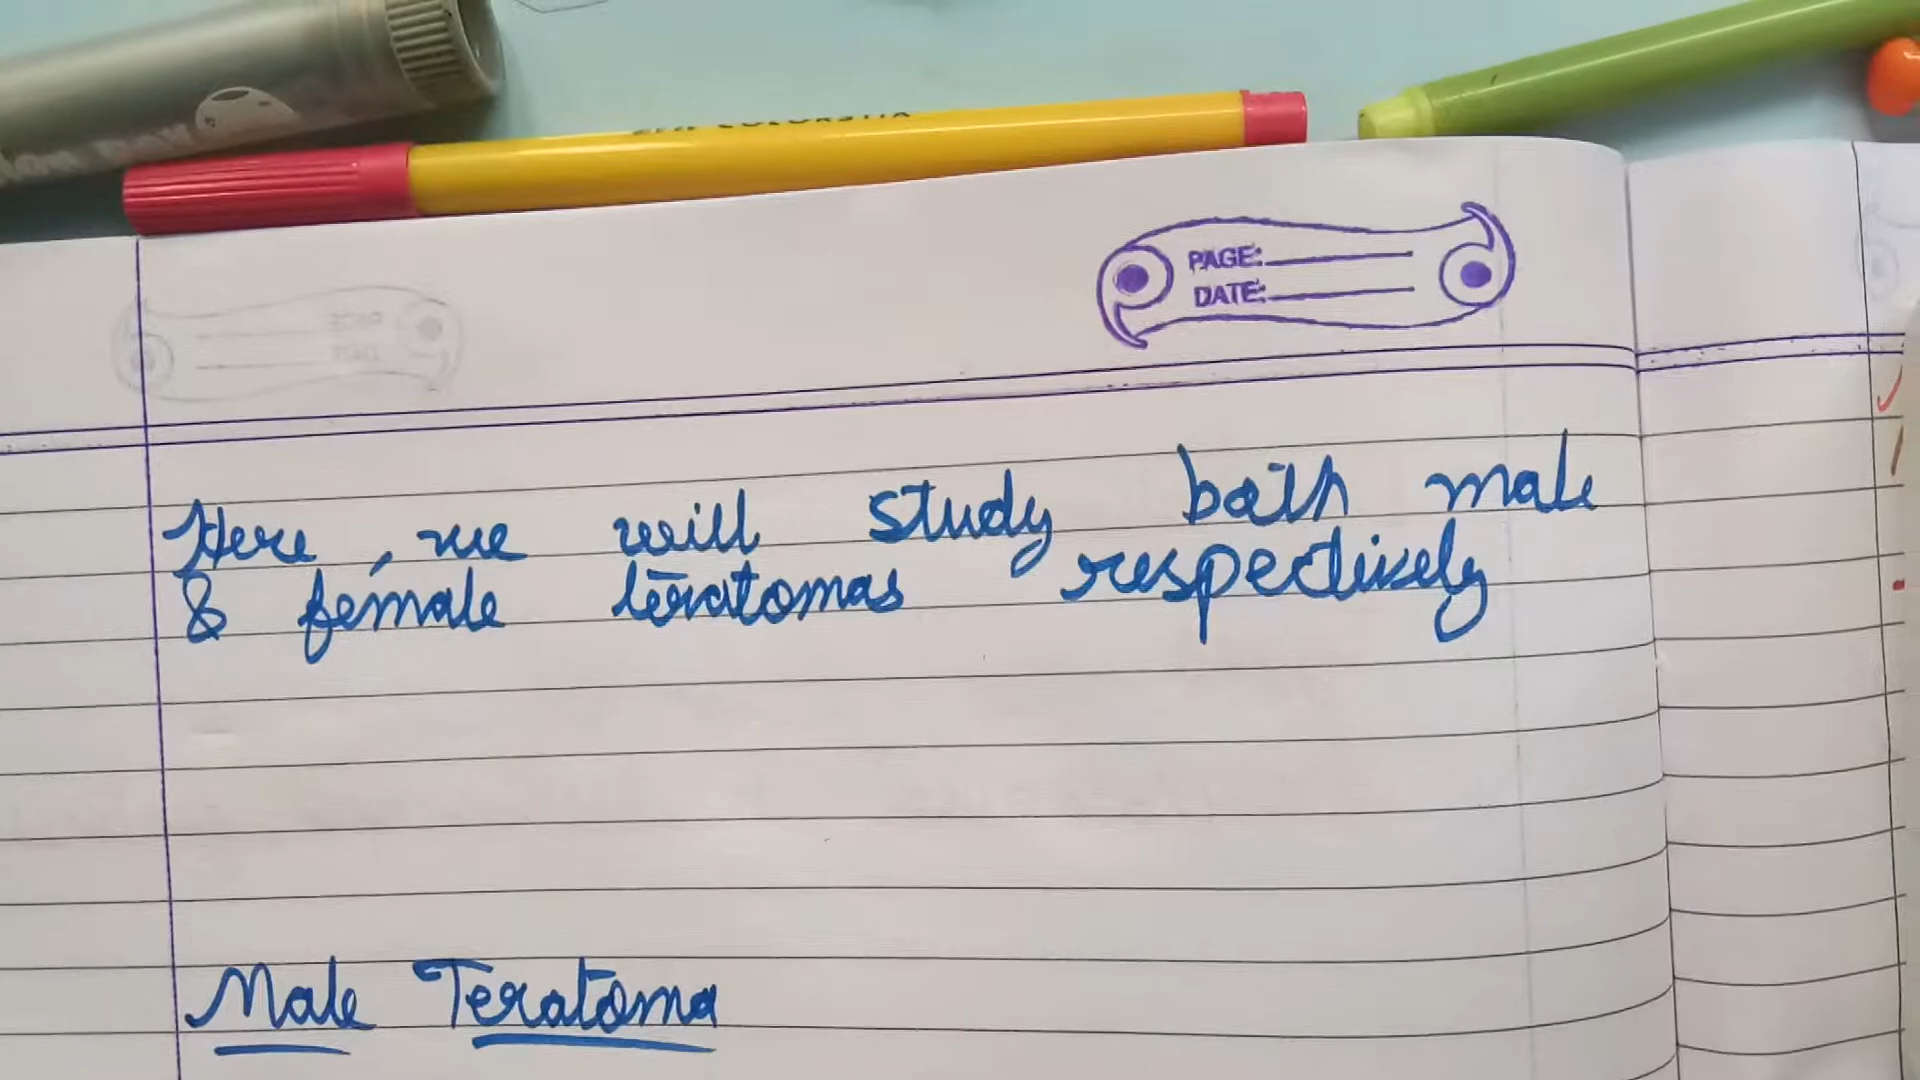 PAGE:
DATE:
Here, we will study both male
& female teratomas respectively
Male Teratoma